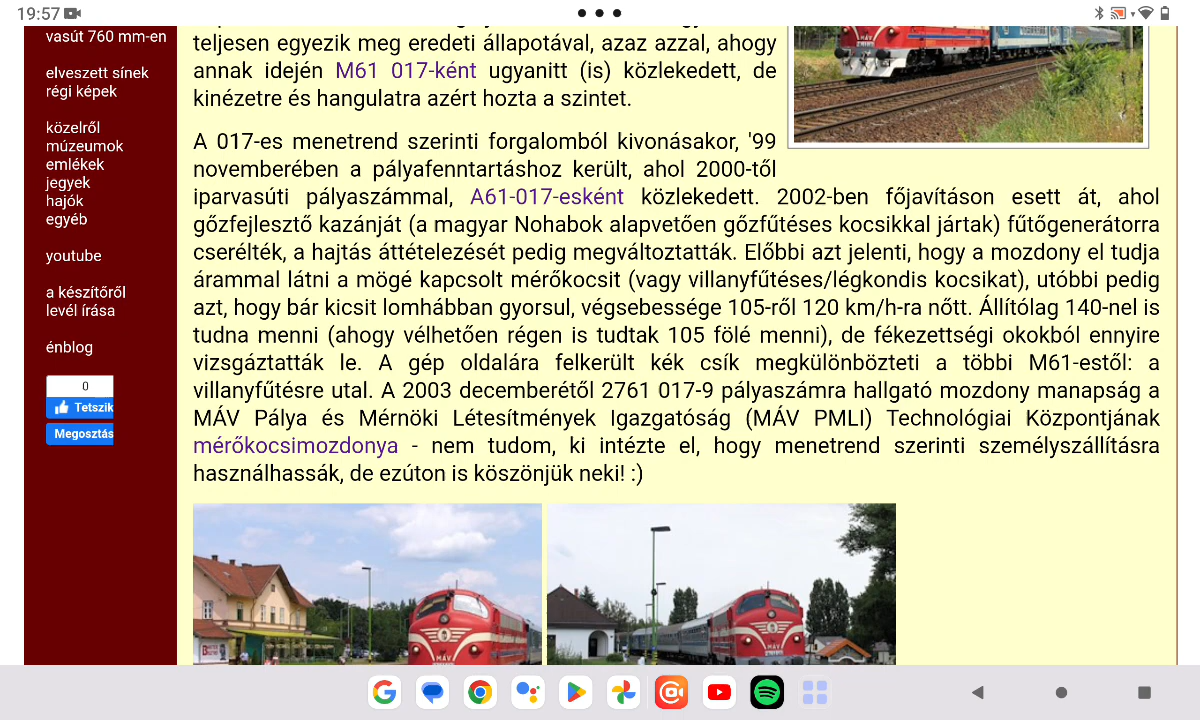 19:57
vasút 760 mm-en
elveszett sínek
régi képek
közelről
múzeumok
emlékek
jegyek
hajók
egyéb
youtube
a készítőről
levél írása
énblog
0
Tetszik
Megosztás
teljesen egyezik meg eredeti állapotával, azaz azzal, ahogy
annak idején M61 017-ként ugyanitt (is) közlekedett, de
kinézetre és hangulatra azért hozta a szintet.
A 017-es menetrend szerinti forgalomból kivonásakor, '99
novemberében a pályafenntartáshoz került, ahol 2000-től
iparvasúti pályaszámmal, A61-017-esként közlekedett. 2002-ben főjavításon esett át, ahol
gőzfejlesztő kazánját (a magyar Nohabok alapvetően gőzfűtéses kocsikkal jártak) fűtőgenerátorra
cserélték, a hajtás áttételezését pedig megváltoztatták. Előbbi azt jelenti, hogy a mozdony el tudja
árammal látni a mögé kapcsolt mérőkocsit (vagy villanyfűtéses/légkondis kocsikat), utóbbi pedig
azt, hogy bár kicsit lomhábban gyorsul, végsebessége 105-ről 120 km/h-ra nőtt. Állítólag 140-nel is
tudna menni (ahogy vélhetően régen is tudtak 105 fölé menni), de fékezettségi okokból ennyire
vizsgáztatták le. A gép oldalára felkerült kék csík megkülönbözteti a többi M61-estől: a
villanyfűtésre utal. A 2003 decemberétől 2761 017-9 pályaszámra hallgató mozdony manapság a
MÁV Pálya és Mérnöki Létesítmények Igazgatóság (MÁV PMLI) Technológiai Központjának
mérőkocsimozdonya - nem tudom, ki intézte el, hogy menetrend szerinti személyszállításra
használhassák, de ezúton is köszönjük neki! :)
MÁV
MÁV